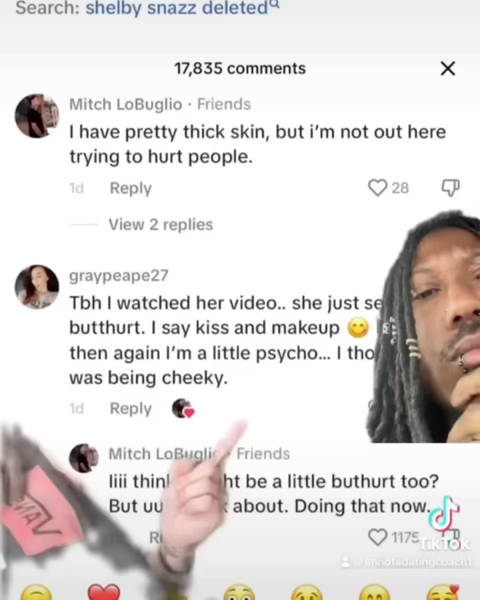 Search: shelby snazz deleted
17,835 comments
Mitch LoBuglio · Friends
I have pretty thick skin, but i'm not out here
trying to hurt people.
1d Reply
28
View 2 replies
graypeape27
Tbh I watched her video.. she just se
butthurt. I say kiss and makeup 😋
then again I'm a little psycho... I tho
was being cheeky.
1d Reply
Mitch LoBugli Friends
Iiii thin ht be a little buthurt too?
But uu about. Doing that now.
1175
TikTok
VANS